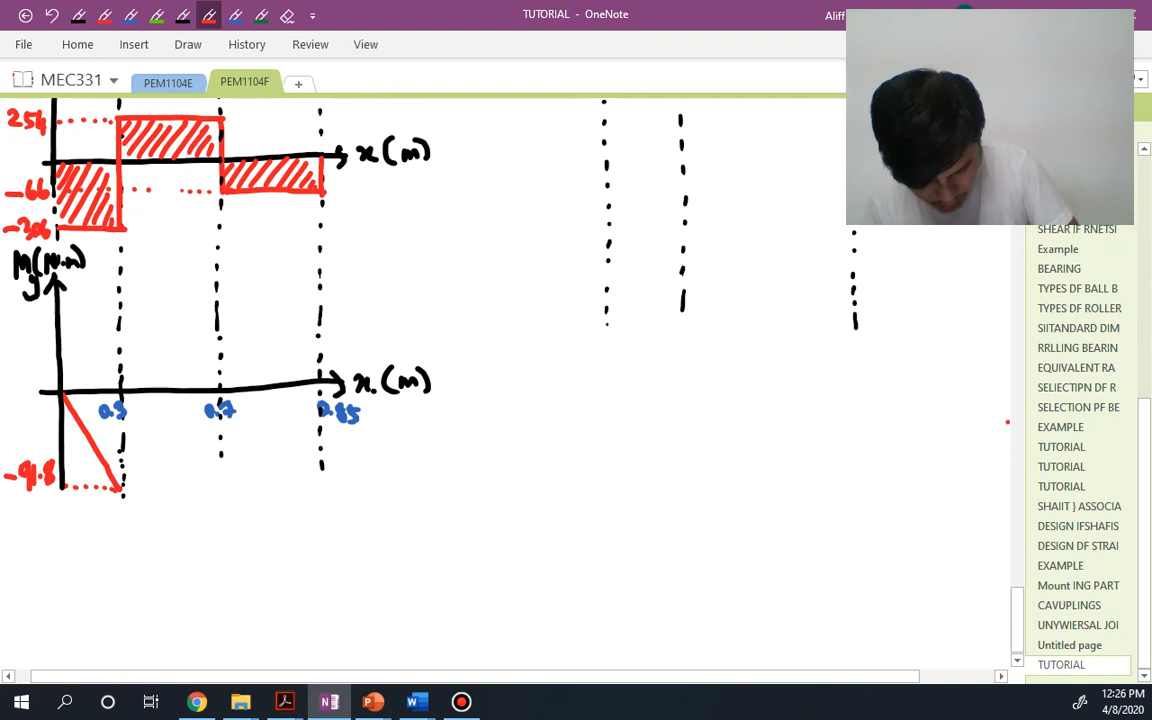 TUTORIAL - OneNote
Aliff
File Home Insert Draw History Review View
MEC331 PEM1104E PEM1104F
254
x (m)
-66
-306
x (m)
0.3 0.7 0.85
-91.8
SHEAR IF RNETSI
Example
BEARING
TYPES DF BALL B
TYPES DF ROLLER
SIITANDARD DIM
RRLLING BEARIN
EQUIVALENT RA
SELIECTIPN DF R
SELECTION PF BE
EXAMPLE
TUTORIAL
TUTORIAL
TUTORIAL
SHAIIT } ASSOCIA
DESIGN IFSHAFIS
DESIGN DF STRAI
EXAMPLE
Mount ING PART
CAVUPLINGS
UNYWIERSAL JOI
Untitled page
TUTORIAL
12:26 PM
4/8/2020